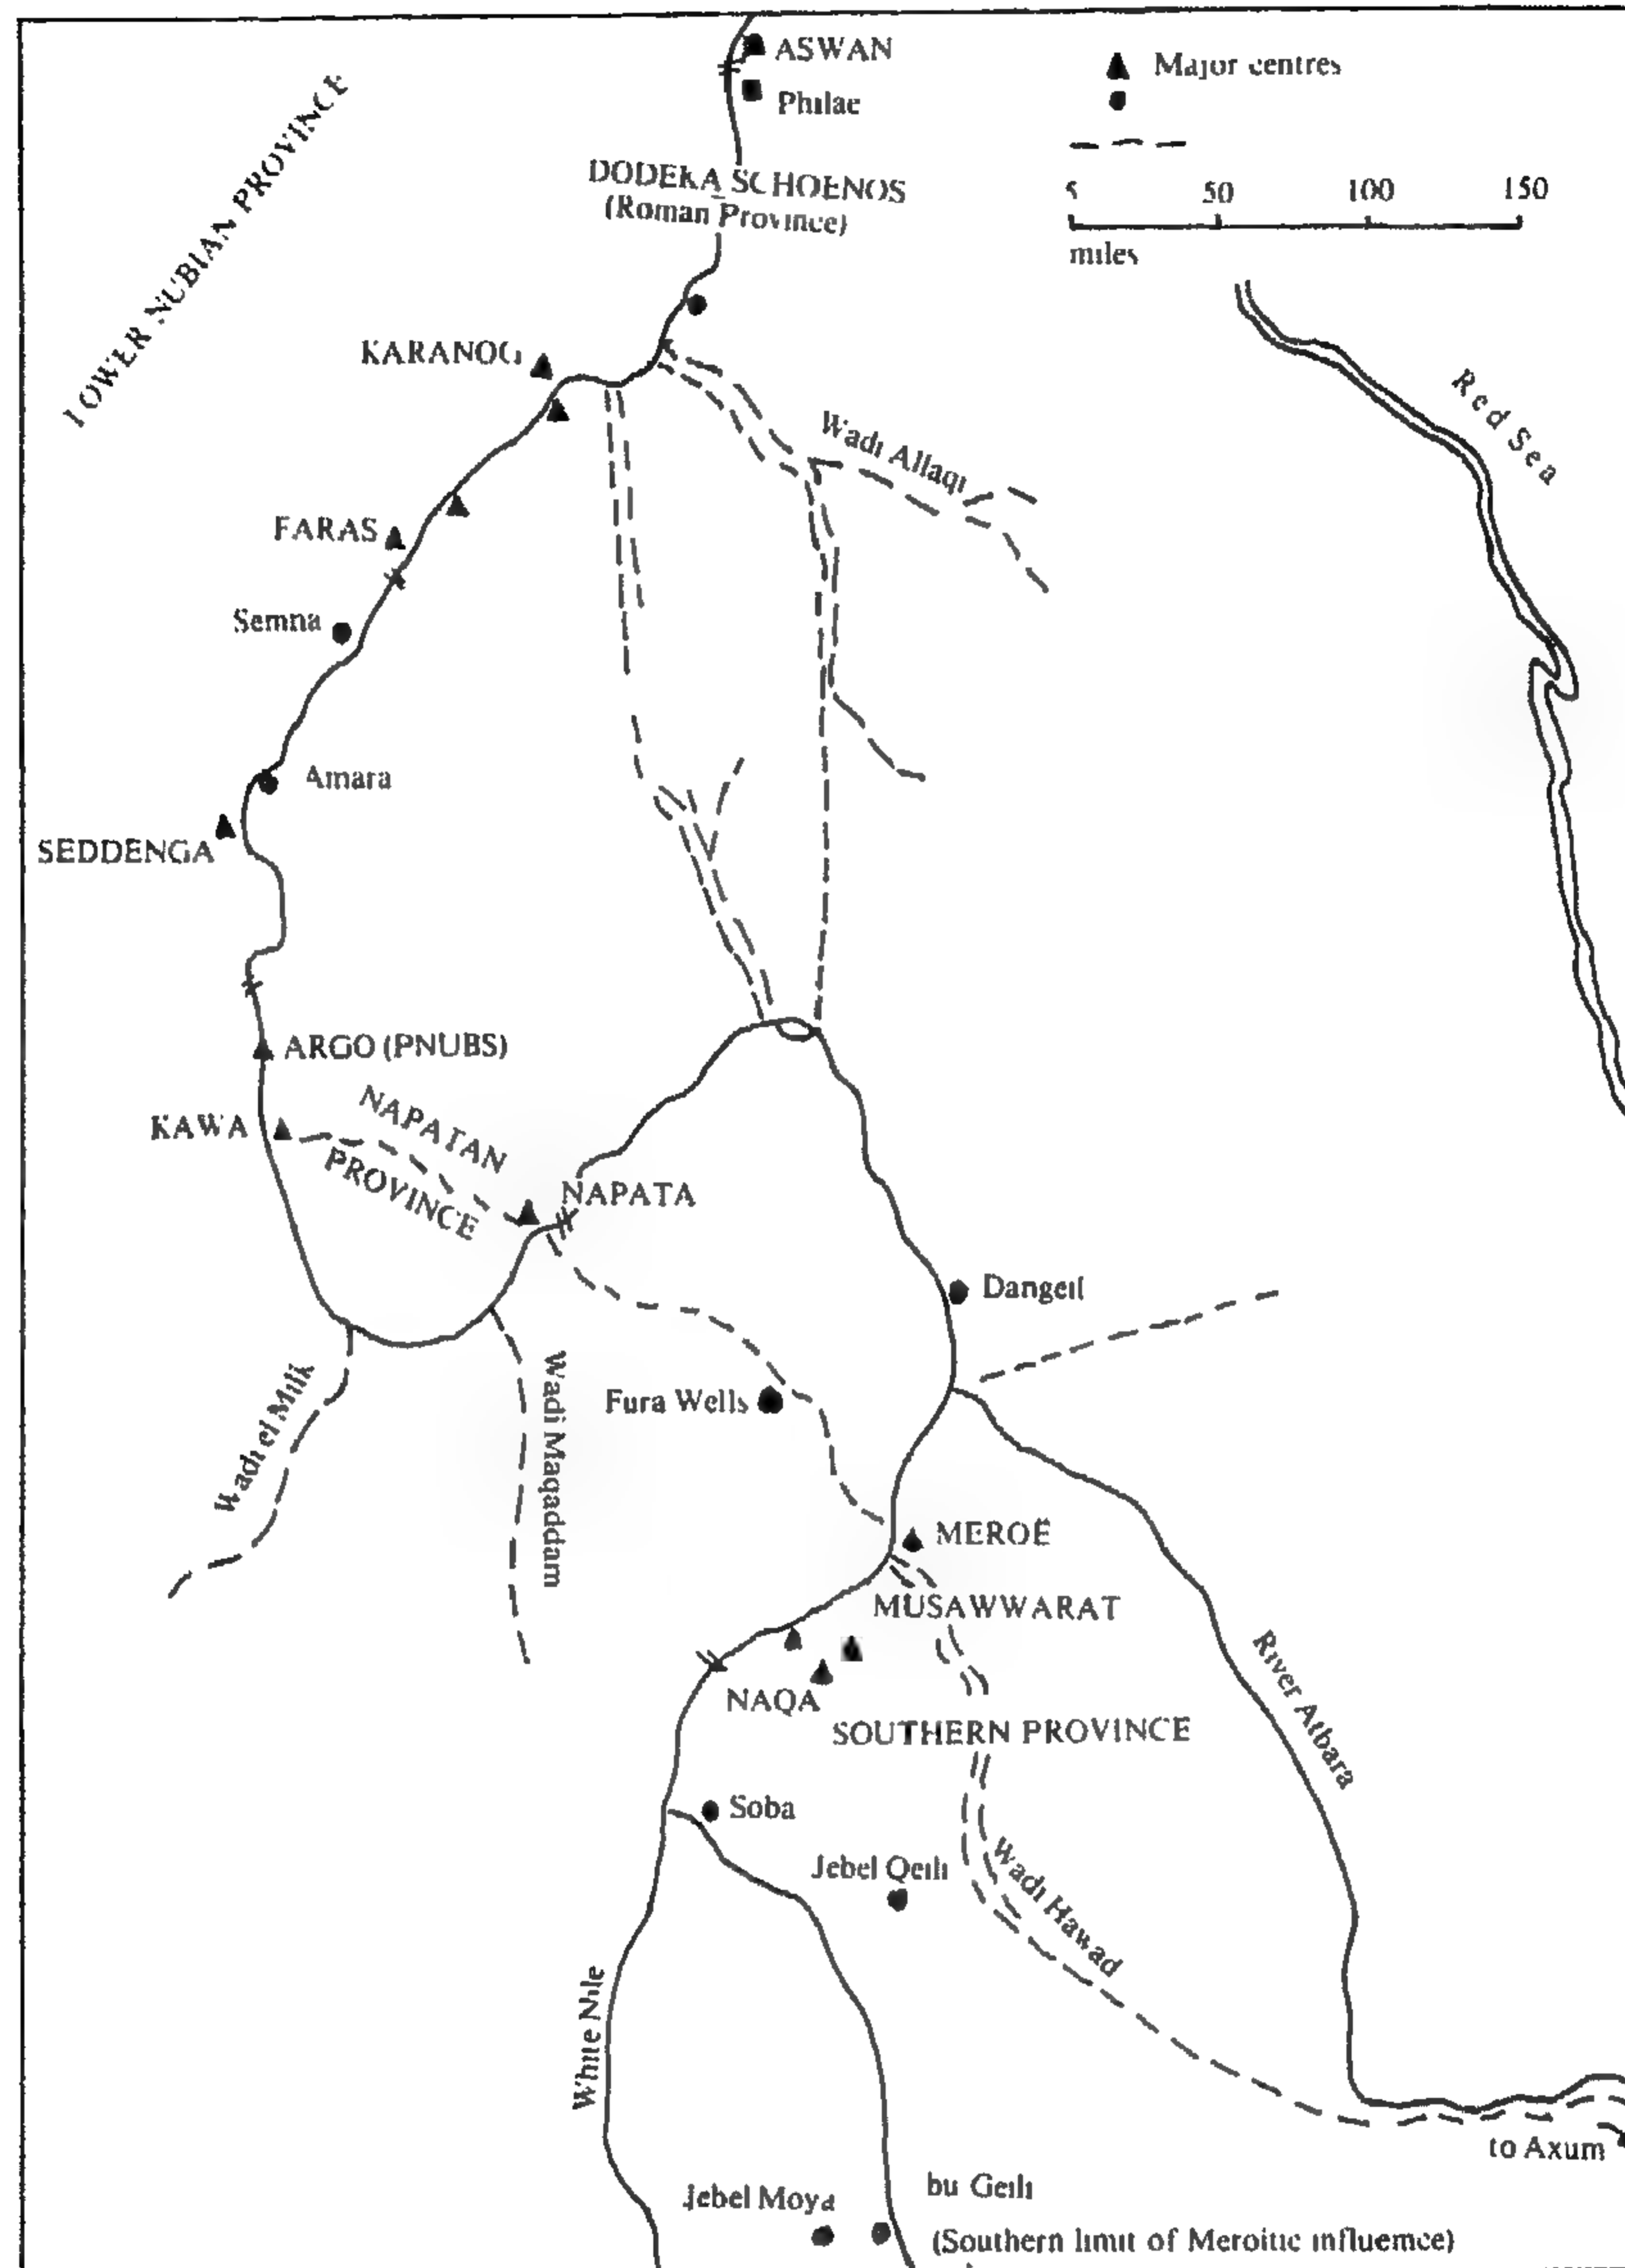 ASWAN
Major centres
Philae
DODEKA SCHOENOS
(Roman Province)
5 50 100 150
miles
LOWER NUBIAN PROVINCE
KARANOG
Red Sea
Wadi Allaqi
FARAS
Semna
Amara
SEDDENGA
ARGO (PNUBS)
KAWA
NAPATAN
PROVINCE
NAPATA
Dangeil
Fura Wells
Wadi el Milk
Wadi Maqaddam
MEROË
MUSAWWARAT
NAQA
SOUTHERN PROVINCE
River Atbara
Soba
Jebel Qeili
Wadi Hawad
White Nile
to Axum
Jebel Moya
bu Geili
(Southern limit of Meroitic influemce)